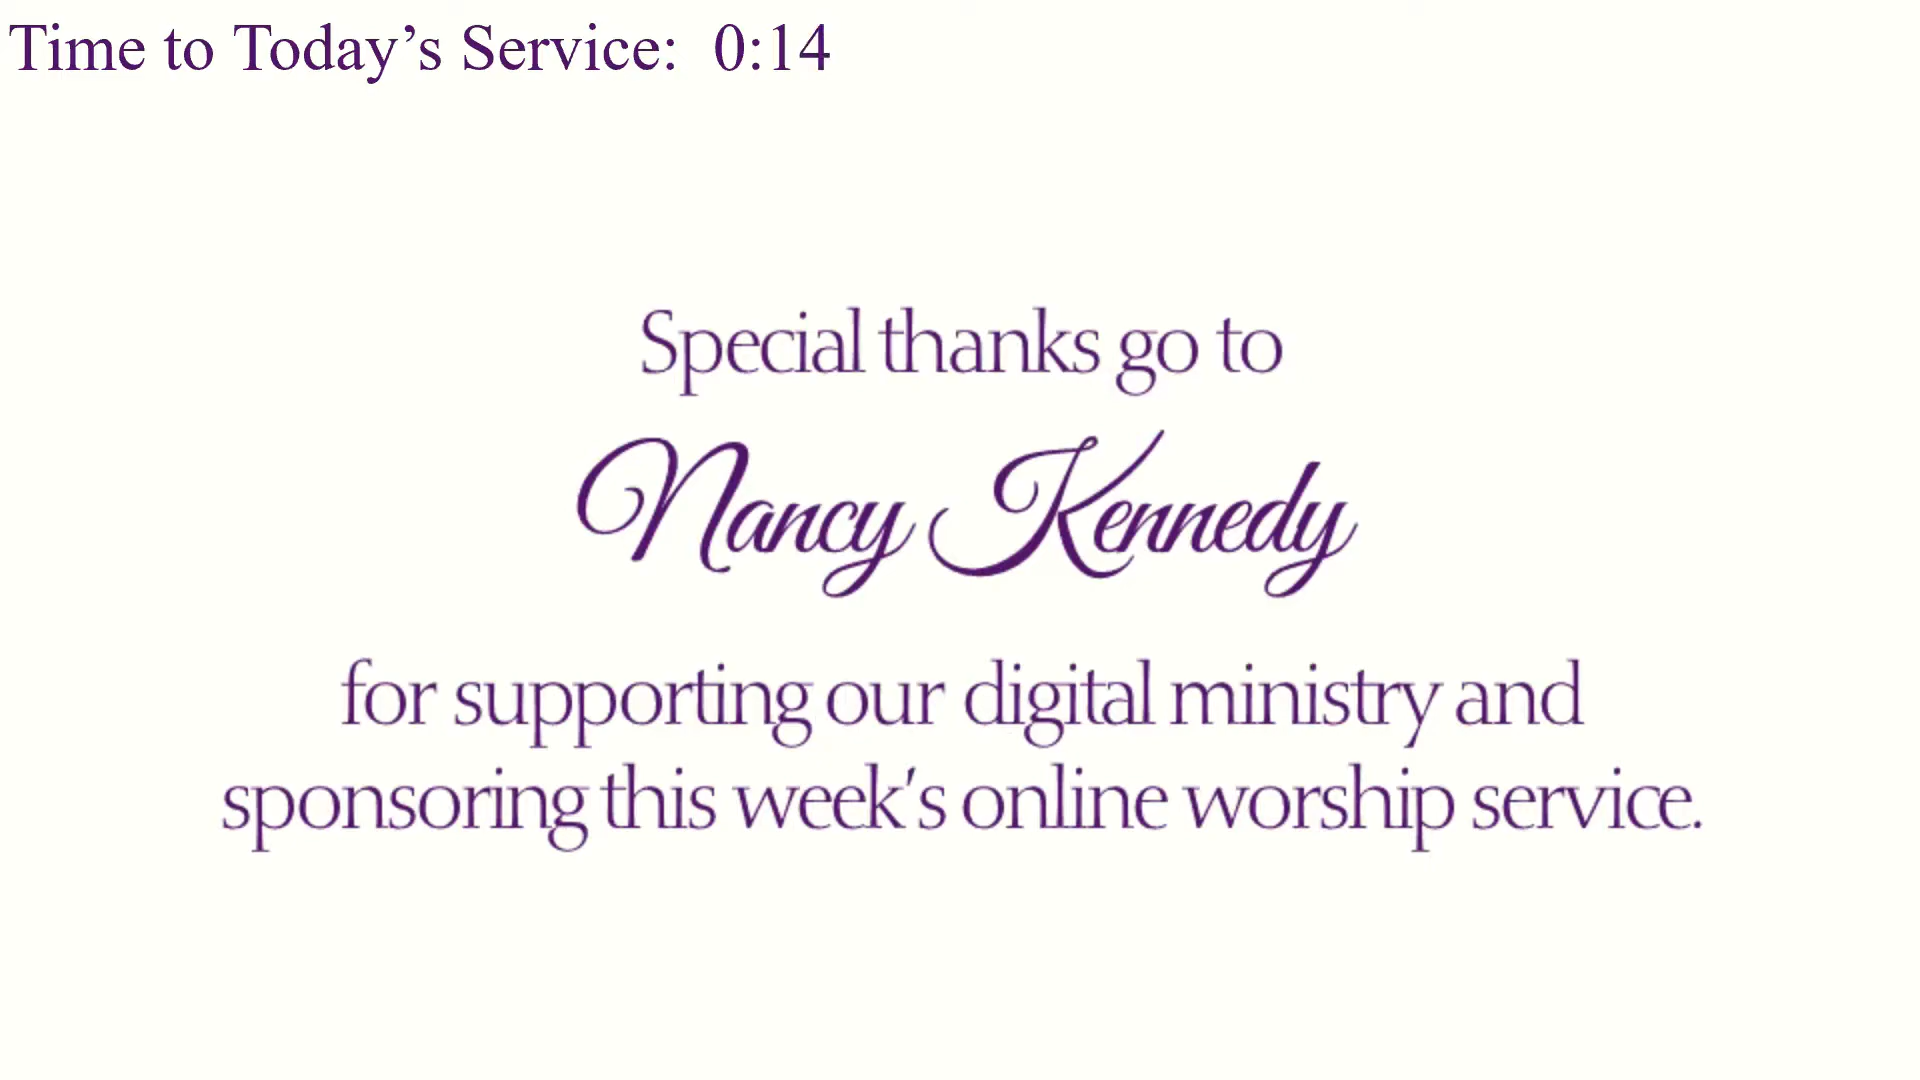 Time to Today’s Service:  0:14
Special thanks go to
Nancy Kennedy
for supporting our digital ministry and
sponsoring this week’s online worship service.